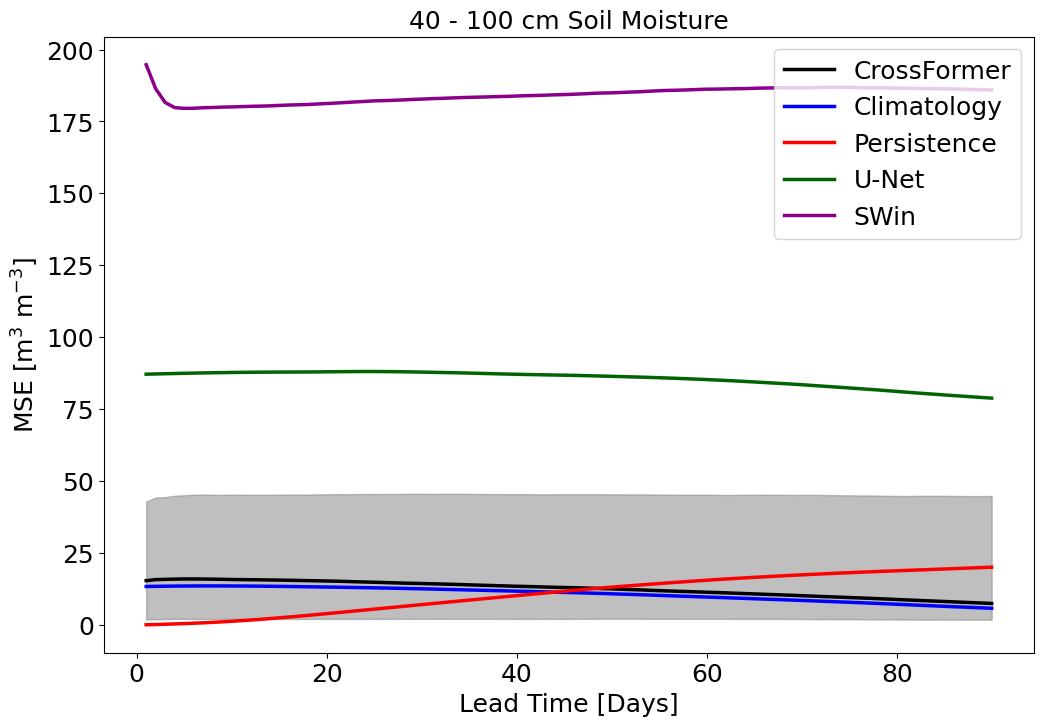 40 - 100 cm Soil Moisture
MSE [m³ m⁻³]
200
175
150
125
100
75
50
25
0
0 20 40 60 80
Lead Time [Days]
CrossFormer
Climatology
Persistence
U-Net
SWin